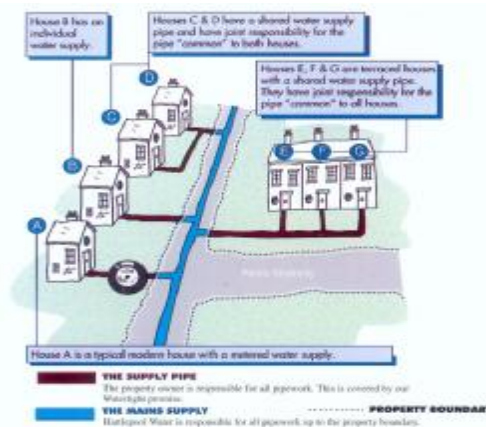 House B has an
individual
water supply.
Houses C & D have a shared water supply
pipe and have joint responsibility for the
pipe "common" to both houses.
Houses E, F & G are terraced houses
with a shared water supply pipe.
They have joint responsibility for the
pipe "common" to all houses.
D
C
B
A
E F G
House A is a typical modern house with a metered water supply.
THE SUPPLY PIPE
The property owner is responsible for all pipework. This is covered by our
Watertight promise.
THE MAINS SUPPLY
PROPERTY BOUNDARY
Hartlepool Water is responsible for all pipework up to the property boundary.